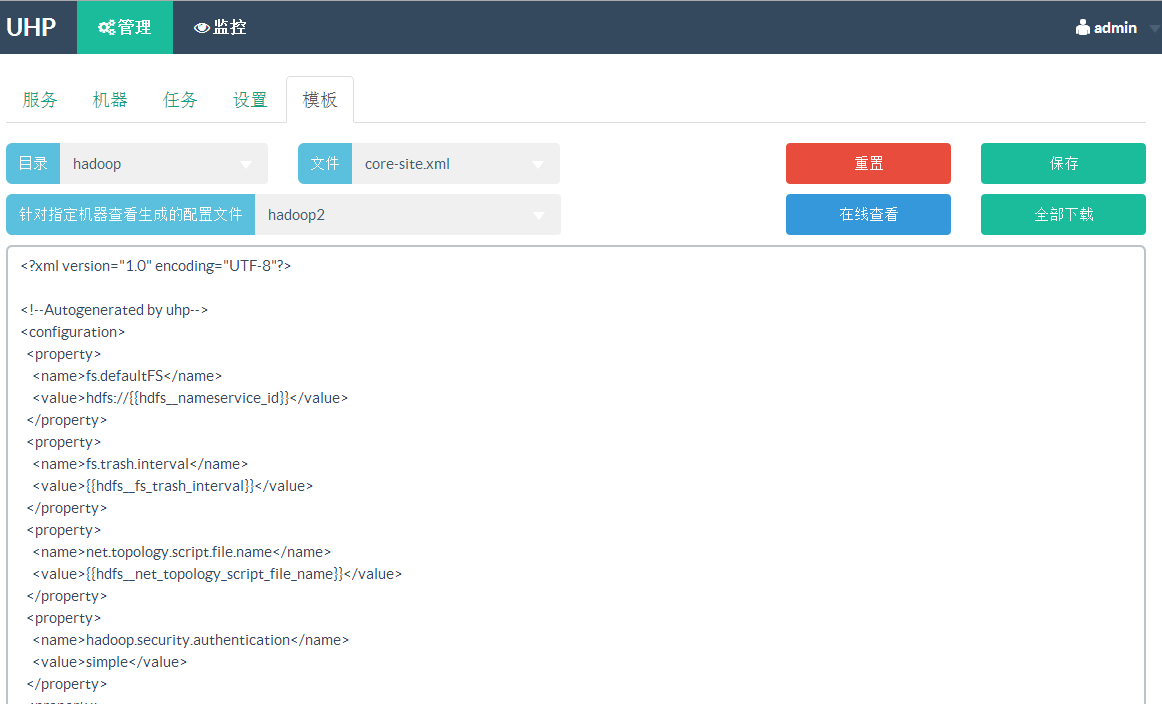 UHP 管理 监控 admin
服务 机器 任务 设置 模板
目录 hadoop 文件 core-site.xml 重置 保存
针对指定机器查看生成的配置文件 hadoop2 在线查看 全部下载
<?xml version="1.0" encoding="UTF-8"?>
<!--Autogenerated by uhp-->
<configuration>
<property>
<name>fs.defaultFS</name>
<value>hdfs://{{hdfs__nameservice_id}}</value>
</property>
<property>
<name>fs.trash.interval</name>
<value>{{hdfs__fs_trash_interval}}</value>
</property>
<property>
<name>net.topology.script.file.name</name>
<value>{{hdfs__net_topology_script_file_name}}</value>
</property>
<property>
<name>hadoop.security.authentication</name>
<value>simple</value>
</property>
<property>